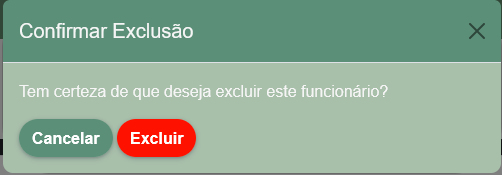 Confirmar Exclusão
Tem certeza de que deseja excluir este funcionário?
Cancelar Excluir